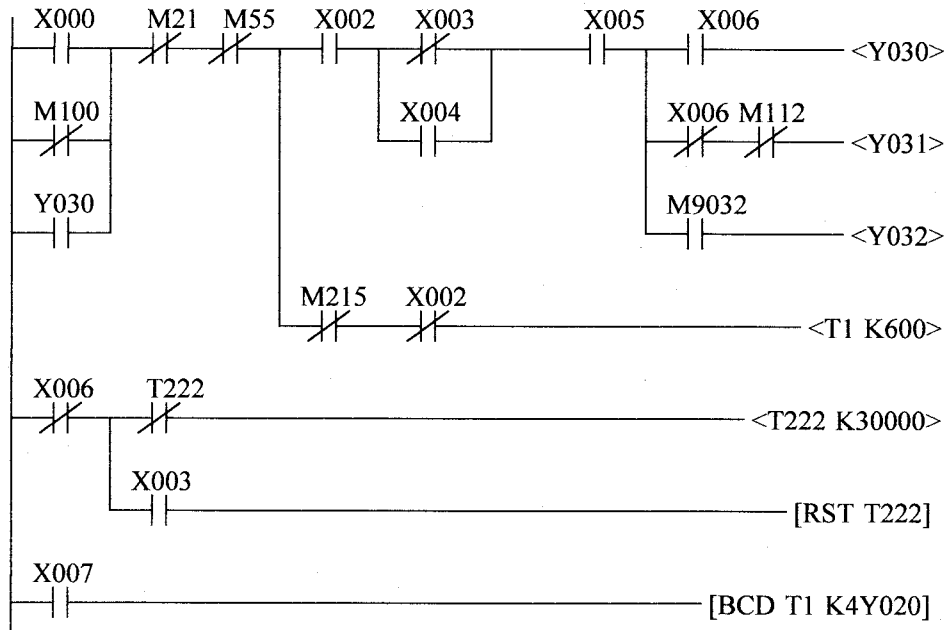 X000 M21 M55 X002 X003 X005 X006
<Y030>
M100 X004 X006 M112
<Y031>
Y030 M9032
<Y032>
M215 X002
<T1 K600>
X006 T222
<T222 K30000>
X003
[RST T222]
X007
[BCD T1 K4Y020]